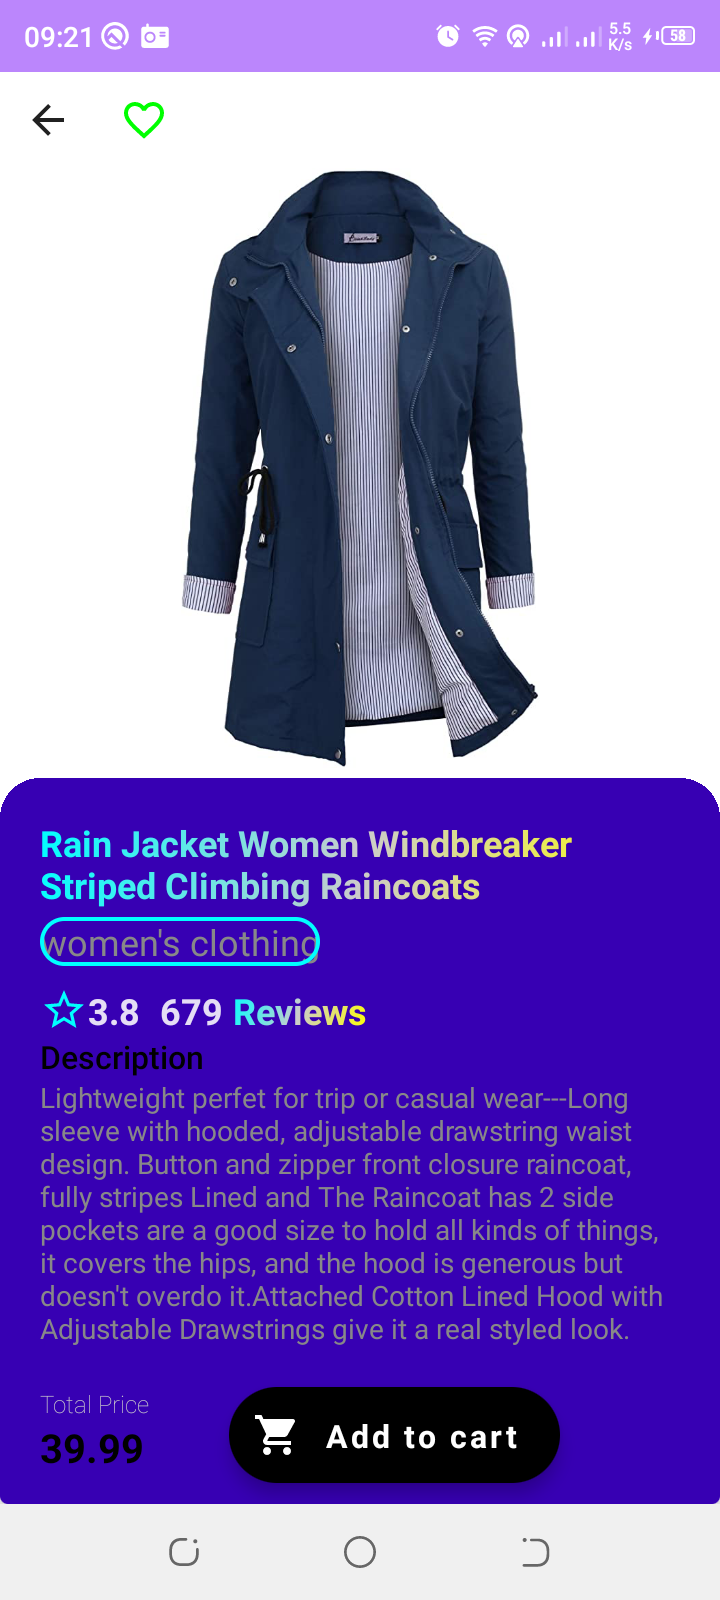 09:21
5.5
K/s
58
Rain Jacket Women Windbreaker
Striped Climbing Raincoats
women's clothing
3.8 679 Reviews
Description
Lightweight perfet for trip or casual wear---Long
sleeve with hooded, adjustable drawstring waist
design. Button and zipper front closure raincoat,
fully stripes Lined and The Raincoat has 2 side
pockets are a good size to hold all kinds of things,
it covers the hips, and the hood is generous but
doesn't overdo it.Attached Cotton Lined Hood with
Adjustable Drawstrings give it a real styled look.
Total Price
39.99
Add to cart